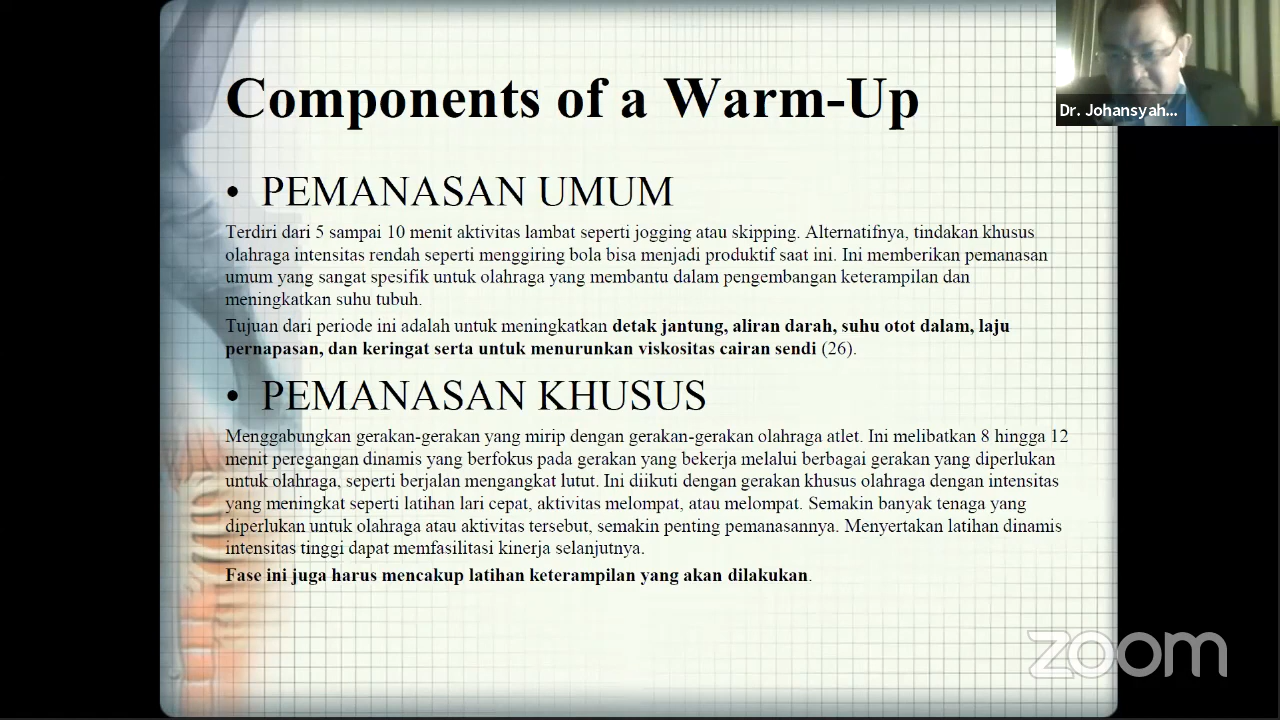 Components of a Warm-Up
Dr. Johansyah...
• PEMANASAN UMUM
Terdiri dari 5 sampai 10 menit aktivitas lambat seperti jogging atau skipping. Alternatifnya, tindakan khusus
olahraga intensitas rendah seperti menggiring bola bisa menjadi produktif saat ini. Ini memberikan pemanasan
umum yang sangat spesifik untuk olahraga yang membantu dalam pengembangan keterampilan dan
meningkatkan suhu tubuh.
Tujuan dari periode ini adalah untuk meningkatkan detak jantung, aliran darah, suhu otot dalam, laju
pernapasan, dan keringat serta untuk menurunkan viskositas cairan sendi (26).
• PEMANASAN KHUSUS
Menggabungkan gerakan-gerakan yang mirip dengan gerakan-gerakan olahraga atlet. Ini melibatkan 8 hingga 12
menit peregangan dinamis yang berfokus pada gerakan yang bekerja melalui berbagai gerakan yang diperlukan
untuk olahraga, seperti berjalan mengangkat lutut. Ini diikuti dengan gerakan khusus olahraga dengan intensitas
yang meningkat seperti latihan lari cepat, aktivitas melompat, atau melompat. Semakin banyak tenaga yang
diperlukan untuk olahraga atau aktivitas tersebut, semakin penting pemanasannya. Menyertakan latihan dinamis
intensitas tinggi dapat memfasilitasi kinerja selanjutnya.
Fase ini juga harus mencakup latihan keterampilan yang akan dilakukan.
zoom